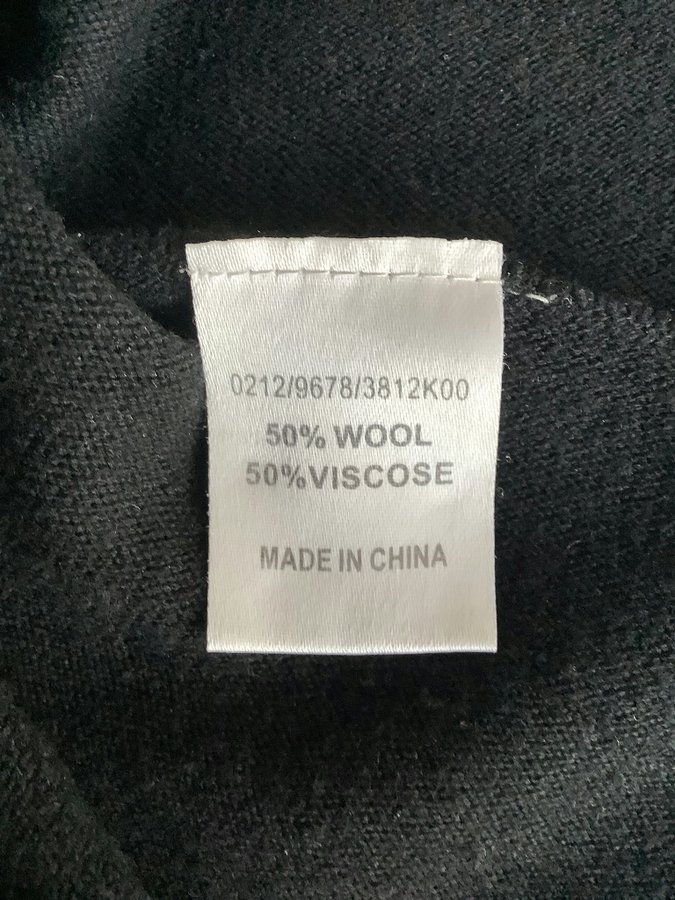 0212/9678/3812K00
50% WOOL
50%VISCOSE
MADE IN CHINA